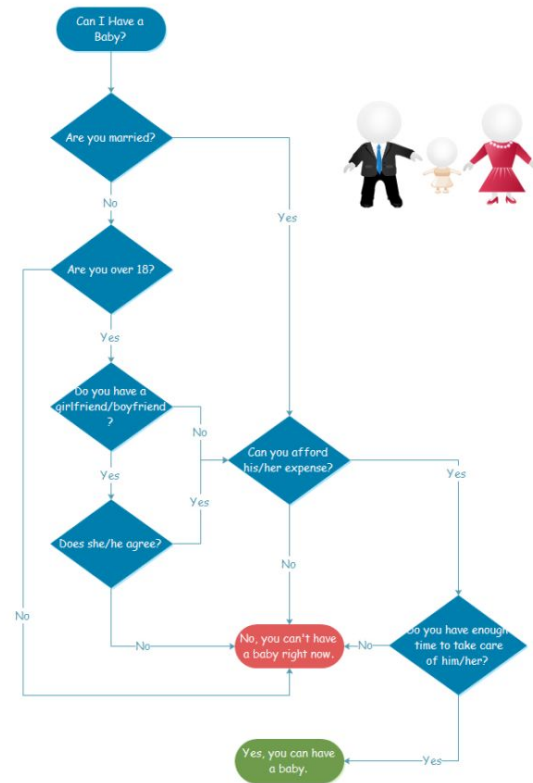 Can I Have a
Baby?
Are you married?
No
Yes
Are you over 18?
Yes
Do you have a
girlfriend/boyfriend
?
No
Can you afford
his/her expense?
Yes
Yes
Yes
Does she/he agree?
No
No
No
No, you can't have
a baby right now.
No
Do you have enough
time to take care
of him/her?
Yes, you can have
a baby.
Yes